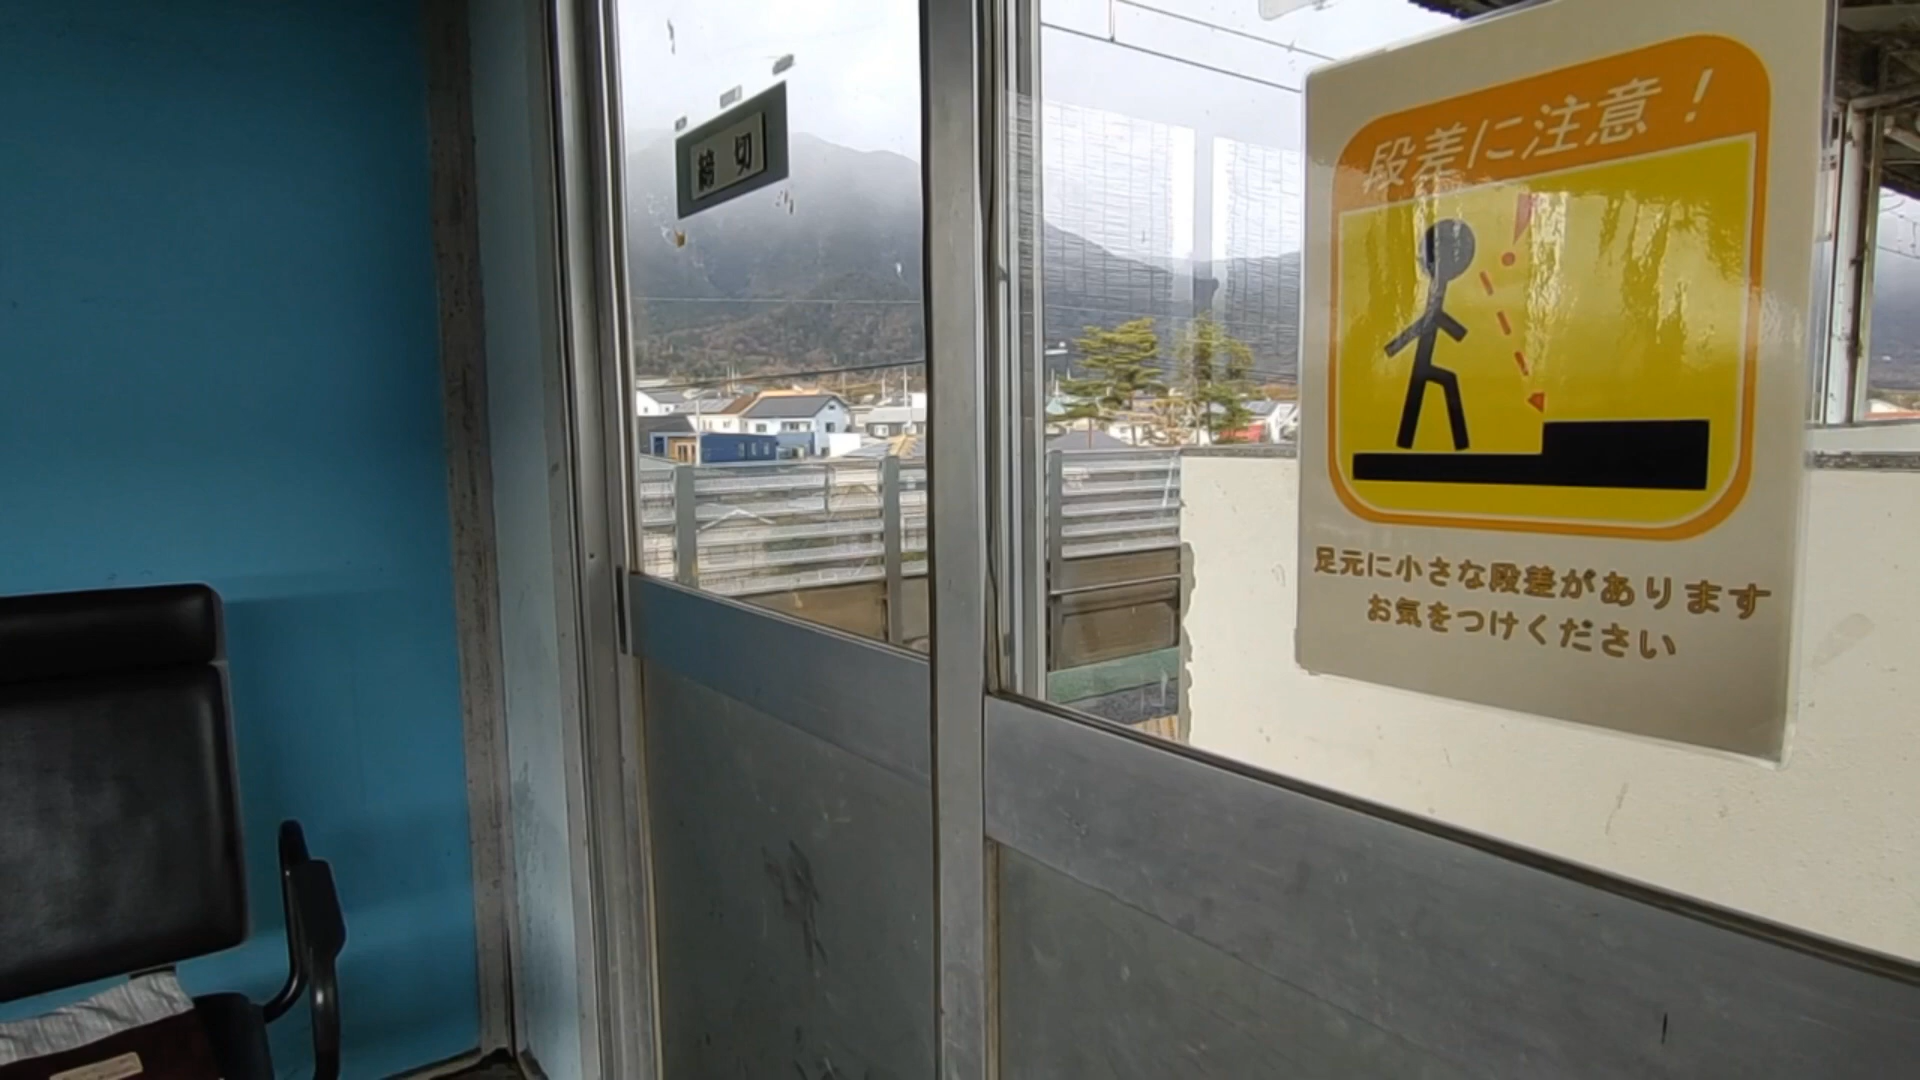 締切
段差に注意！
足元に小さな段差があります
お気をつけください